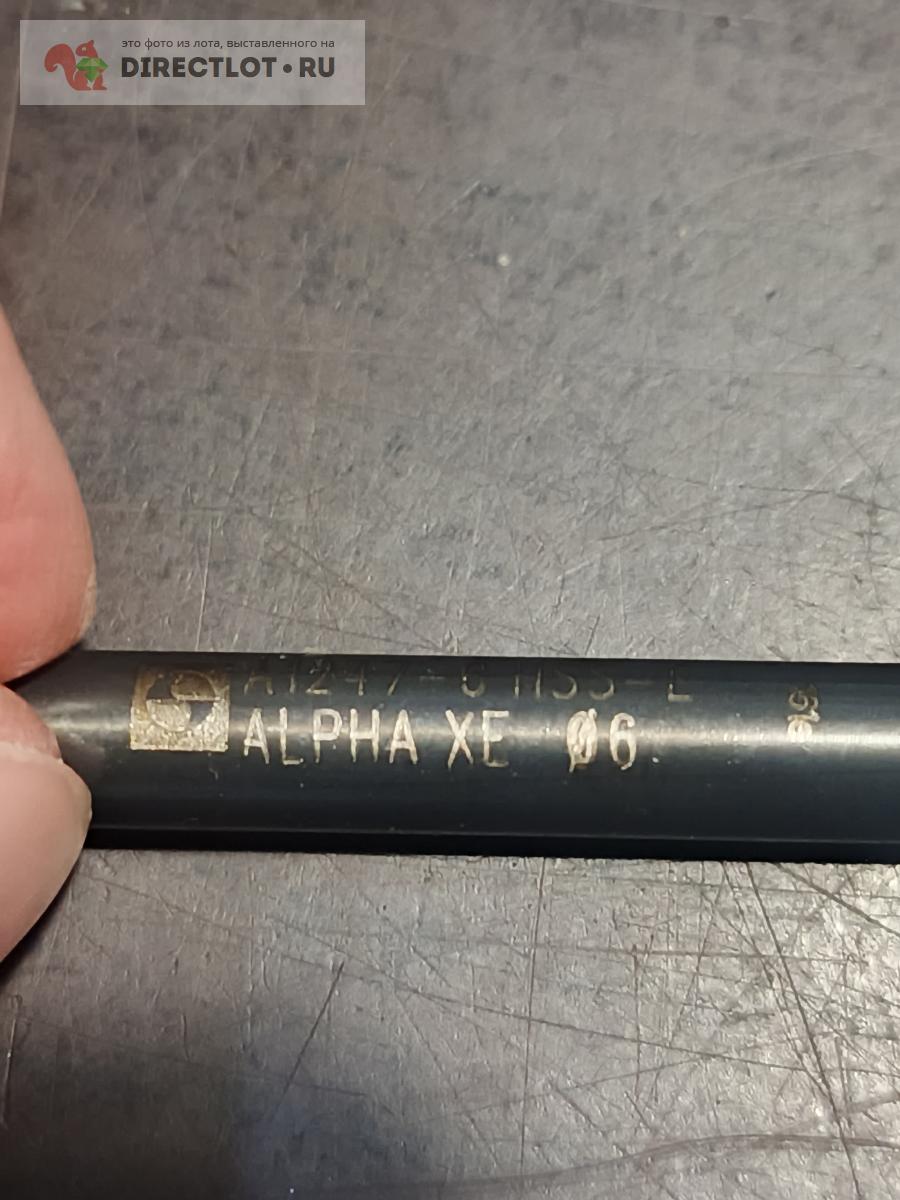 это фото из лота, выставленного на
DIRECTLOT•RU
A1247-6 HSS-E
ALPHA XE Ø6